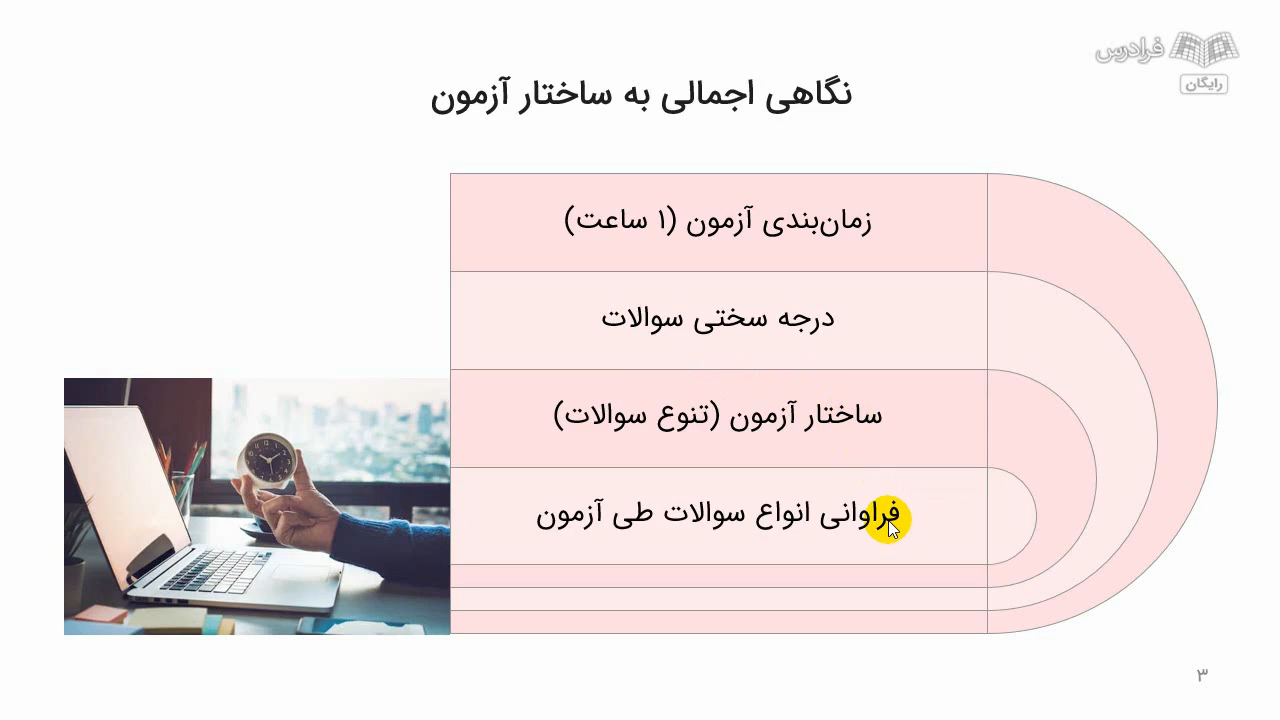 فرادرس
رایگان
نگاهی اجمالی به ساختار آزمون
زمان‌بندی آزمون (۱ ساعت)
درجه سختی سوالات
ساختار آزمون (تنوع سوالات)
فراوانی انواع سوالات طی آزمون
۳